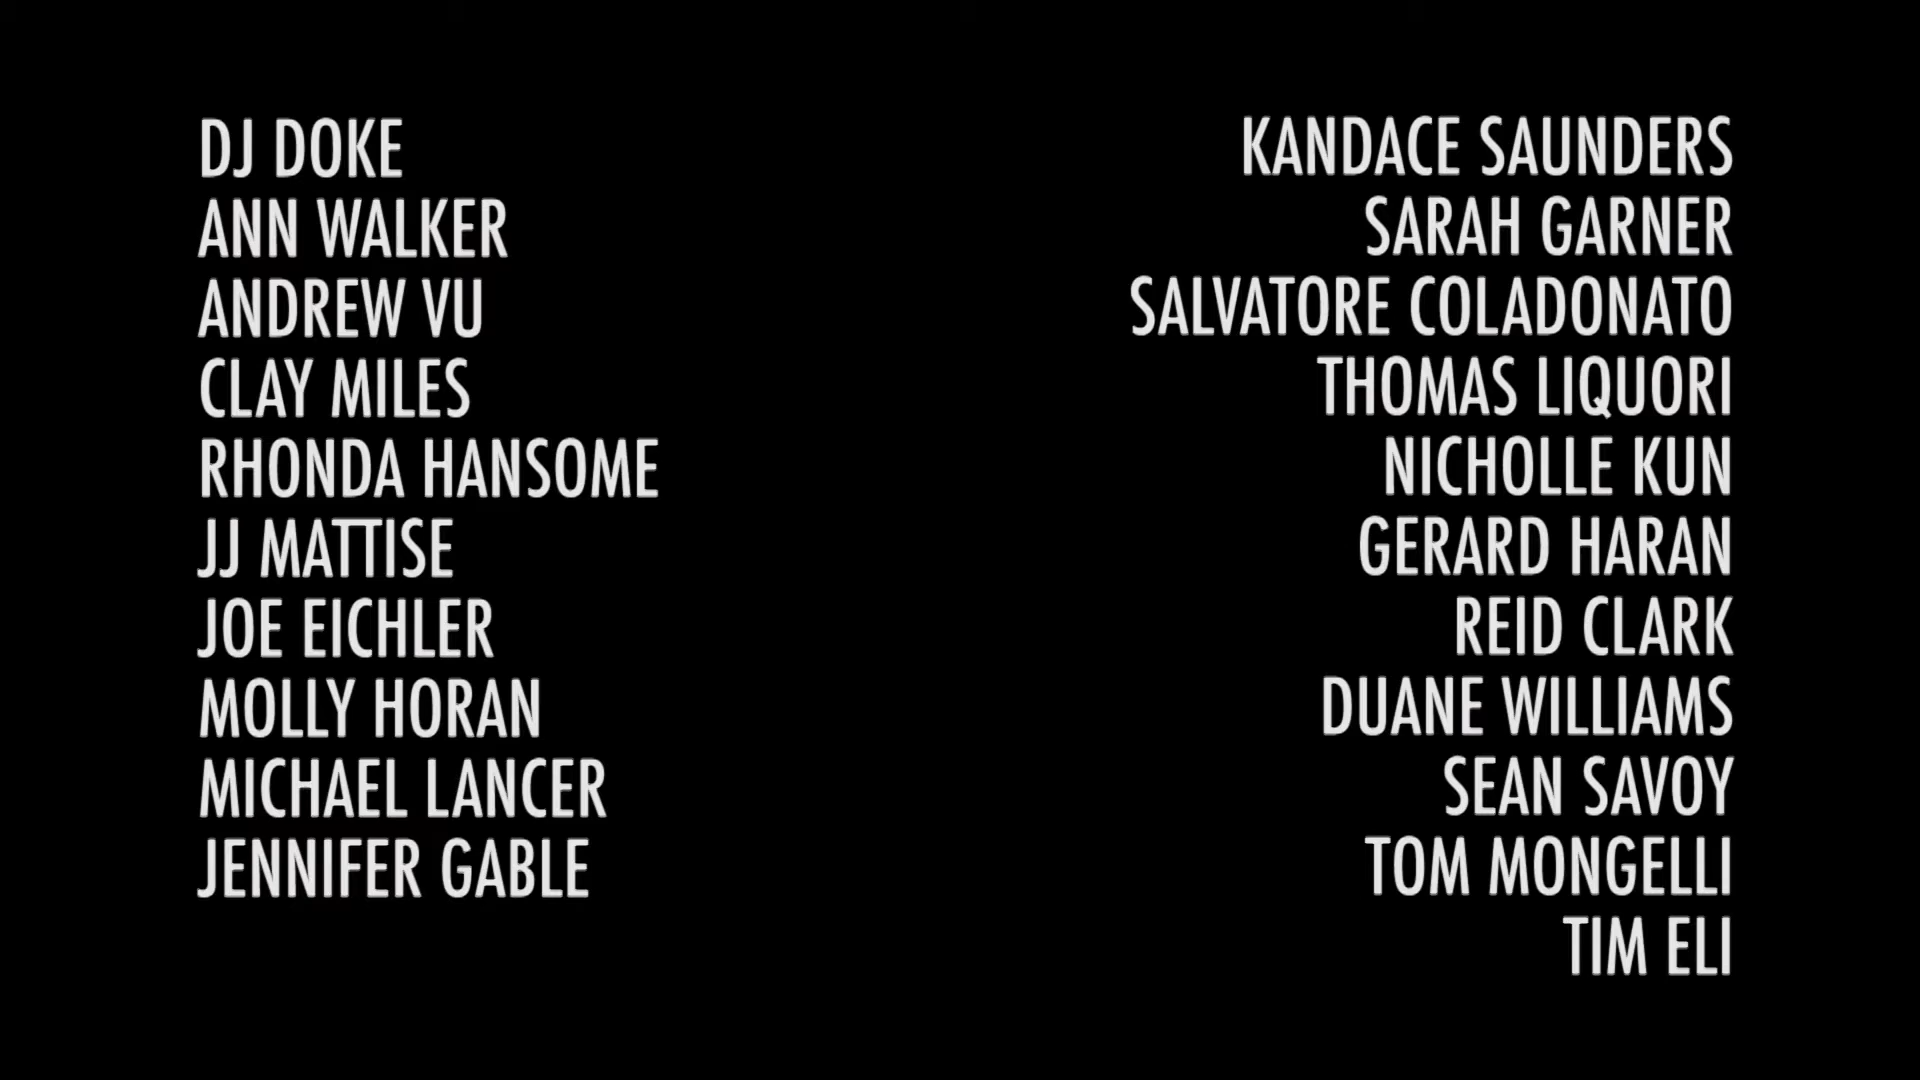 DJ DOKE
ANN WALKER
ANDREW VU
CLAY MILES
RHONDA HANSOME
JJ MATTISE
JOE EICHLER
MOLLY HORAN
MICHAEL LANCER
JENNIFER GABLE
KANDACE SAUNDERS
SARAH GARNER
SALVATORE COLADONATO
THOMAS LIQUORI
NICHOLLE KUN
GERARD HARAN
REID CLARK
DUANE WILLIAMS
SEAN SAVOY
TOM MONGELLI
TIM ELI